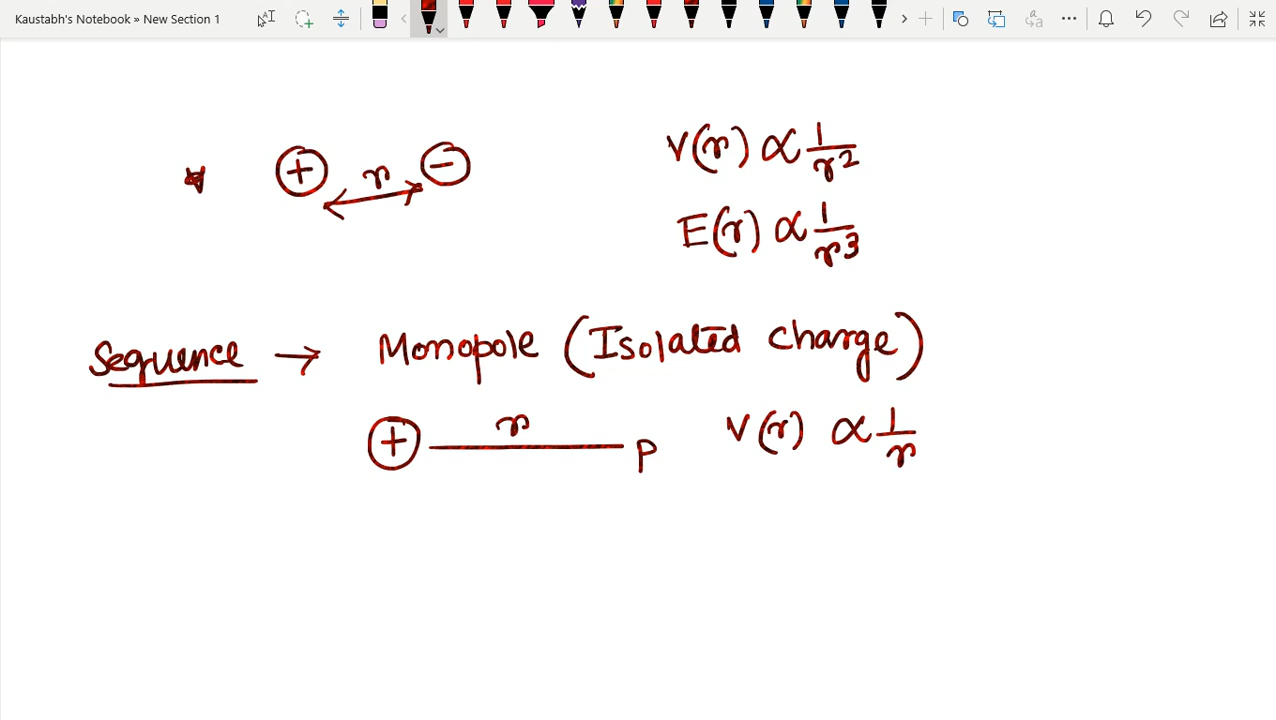 Kaustabh's Notebook » New Section 1
V(r) ∝ 1/r²
+ r −
E(r) ∝ 1/r³
Sequence → Monopole (Isolated charge)
+ r P V(r) ∝ 1/r